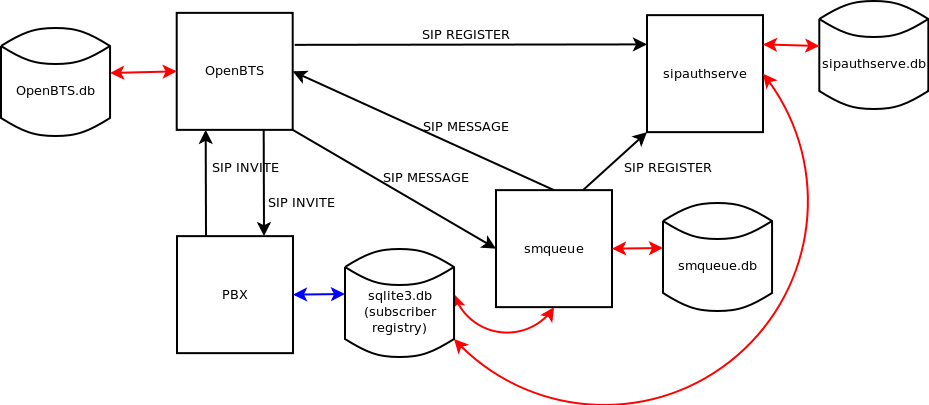 SIP REGISTER
OpenBTS
sipauthserve
sipauthserve.db
OpenBTS.db
SIP MESSAGE
SIP INVITE
SIP MESSAGE
SIP REGISTER
SIP INVITE
smqueue
smqueue.db
PBX
sqlite3.db
(subscriber
registry)